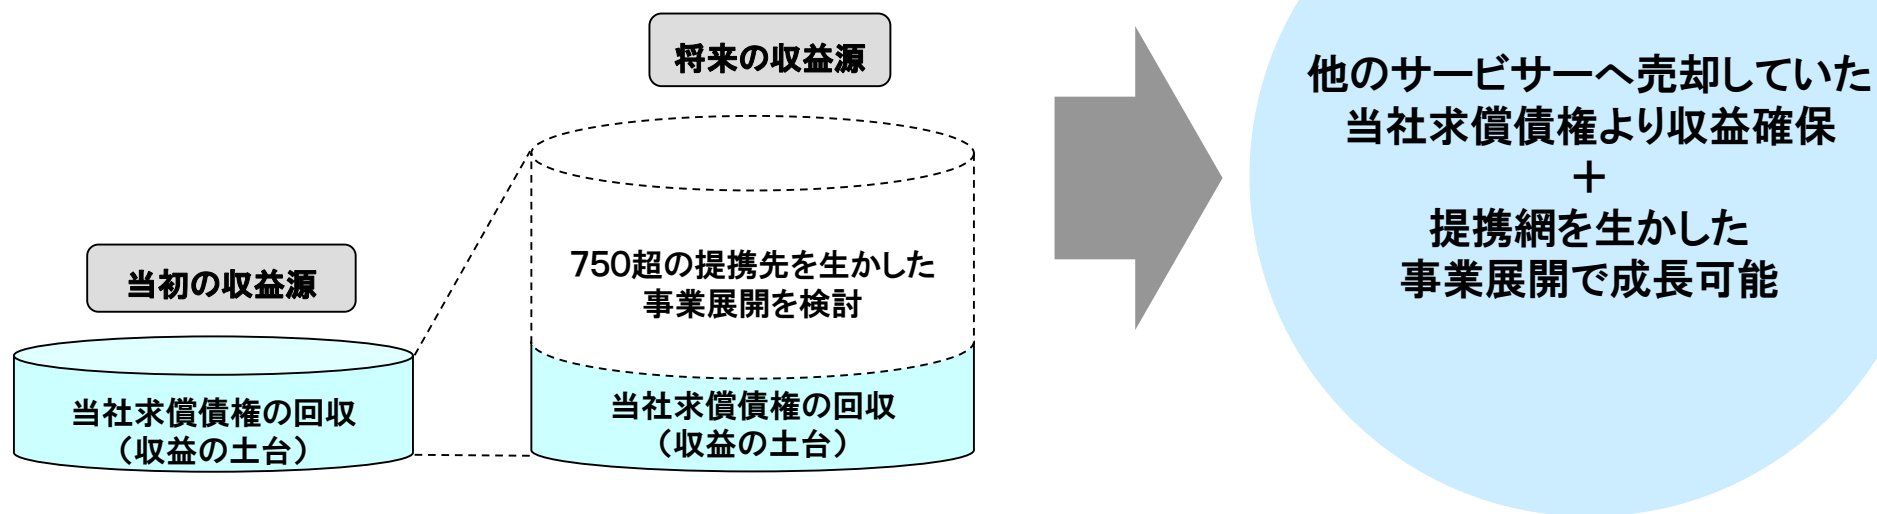 当初の収益源
当社求償債権の回収
（収益の土台）
将来の収益源
750超の提携先を生かした
事業展開を検討
当社求償債権の回収
（収益の土台）
他のサービサーへ売却していた
当社求償債権より収益確保
＋
提携網を生かした
事業展開で成長可能